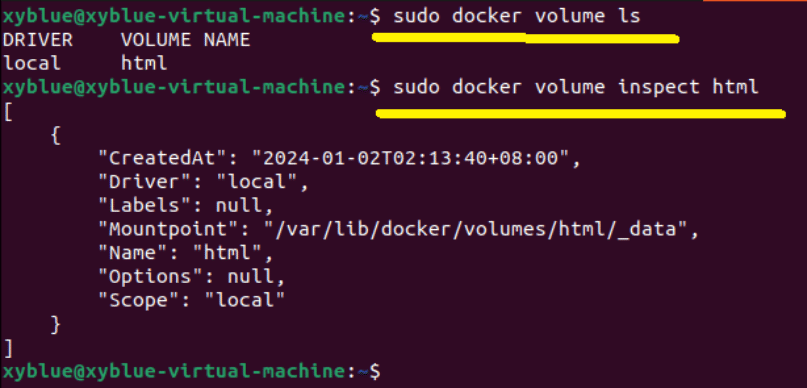 xyblue@xyblue-virtual-machine:~$ sudo docker volume ls
DRIVER    VOLUME NAME
local     html
xyblue@xyblue-virtual-machine:~$ sudo docker volume inspect html
[
    {
        "CreatedAt": "2024-01-02T02:13:40+08:00",
        "Driver": "local",
        "Labels": null,
        "Mountpoint": "/var/lib/docker/volumes/html/_data",
        "Name": "html",
        "Options": null,
        "Scope": "local"
    }
]
xyblue@xyblue-virtual-machine:~$